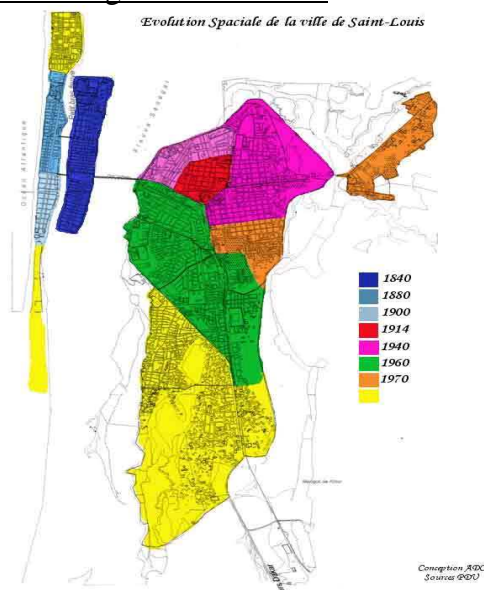 Evolution Spaciale de la ville de Saint-Louis
Océan Atlantique
Fleuve Sénégal
1840
1880
1900
1914
1940
1960
1970
Conception ADC
Sources PDU